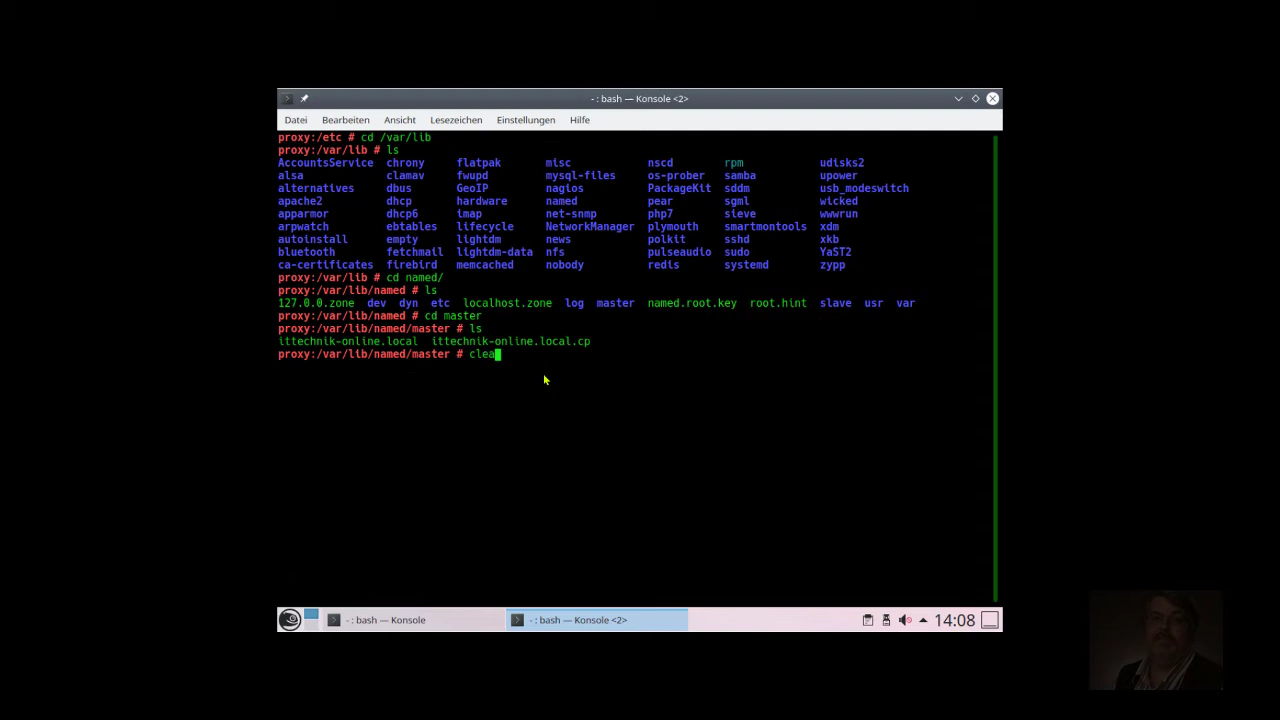 - : bash — Konsole <2>
Datei Bearbeiten Ansicht Lesezeichen Einstellungen Hilfe
proxy:/etc # cd /var/lib
proxy:/var/lib # ls
AccountsService chrony flatpak misc nscd rpm udisks2
alsa clamav fwupd mysql-files os-prober samba upower
alternatives dbus GeoIP nagios PackageKit sddm usb_modeswitch
apache2 dhcp hardware named pear sgml wicked
apparmor dhcp6 imap net-snmp php7 sieve wwwrun
arpwatch ebtables lifecycle NetworkManager plymouth smartmontools xdm
autoinstall empty lightdm news polkit sshd xkb
bluetooth fetchmail lightdm-data nfs pulseaudio sudo YaST2
ca-certificates firebird memcached nobody redis systemd zypp
proxy:/var/lib # cd named/
proxy:/var/lib/named # ls
127.0.0.zone dev dyn etc localhost.zone log master named.root.key root.hint slave usr var
proxy:/var/lib/named # cd master
proxy:/var/lib/named/master # ls
ittechnik-online.local ittechnik-online.local.cp
proxy:/var/lib/named/master # clea
- : bash — Konsole - : bash — Konsole <2> 14:08